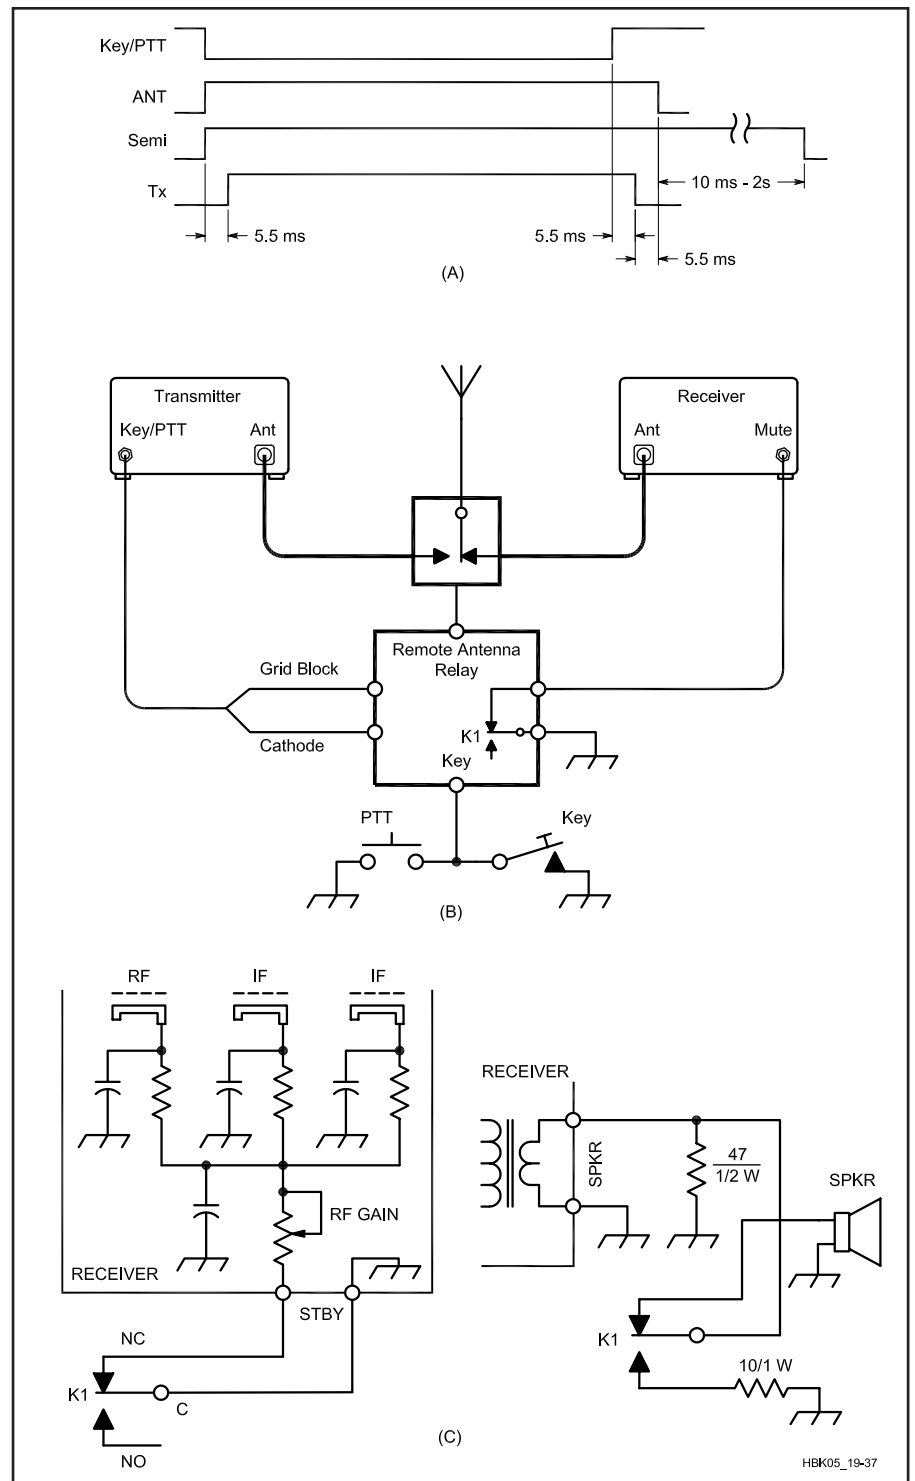 Key/PTT
ANT
Semi
10 ms - 2s
Tx
5.5 ms
5.5 ms
5.5 ms
(A)
Transmitter
Key/PTT
Ant
Receiver
Ant
Mute
Remote Antenna
Relay
Grid Block
Cathode
K1
Key
PTT
Key
(B)
RF
IF
IF
RF GAIN
RECEIVER
STBY
NC
K1
C
NO
RECEIVER
SPKR
47
1/2 W
SPKR
K1
10/1 W
(C)
HBK05_19-37